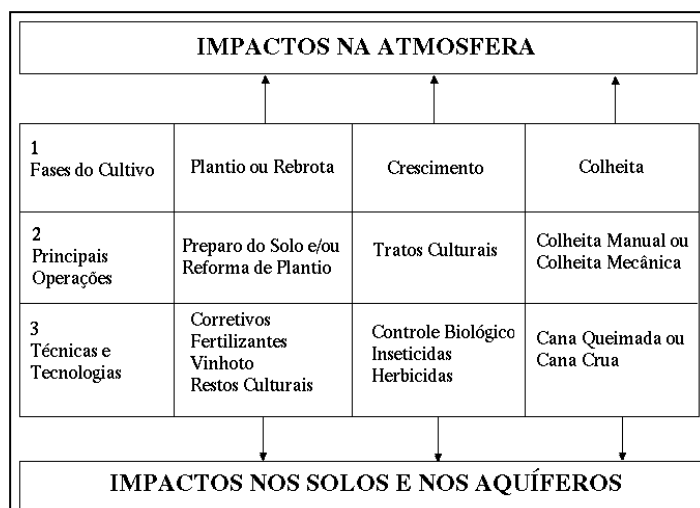 IMPACTOS NA ATMOSFERA
1
Fases do Cultivo
Plantio ou Rebrota
Crescimento
Colheita
2
Principais
Operações
Preparo do Solo e/ou
Reforma de Plantio
Tratos Culturais
Colheita Manual ou
Colheita Mecânica
3
Técnicas e
Tecnologias
Corretivos
Fertilizantes
Vinhoto
Restos Culturais
Controle Biológico
Inseticidas
Herbicidas
Cana Queimada ou
Cana Crua
IMPACTOS NOS SOLOS E NOS AQUÍFEROS